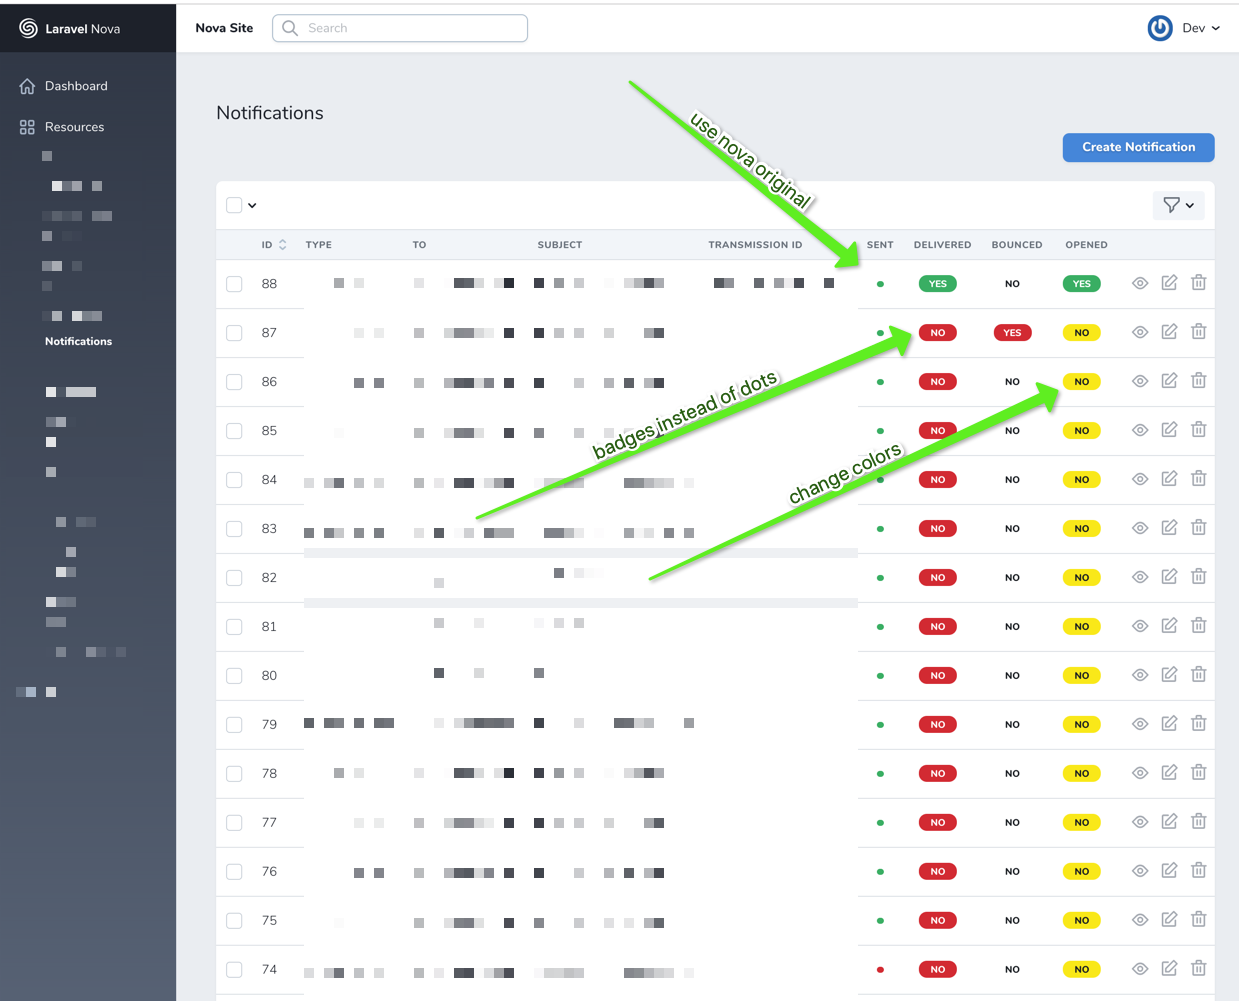 Laravel Nova
Nova Site
Search
Dev
Dashboard
Resources
Notifications
Notifications
Create Notification
use nova original
ID TYPE TO SUBJECT TRANSMISSION ID SENT DELIVERED BOUNCED OPENED
88 YES NO YES
87 NO YES NO
86 NO NO NO
badges instead of dots
85 NO NO NO
change colors
84 NO NO NO
83 NO NO NO
82 NO NO NO
81 NO NO NO
80 NO NO NO
79 NO NO NO
78 NO NO NO
77 NO NO NO
76 NO NO NO
75 NO NO NO
74 NO NO NO